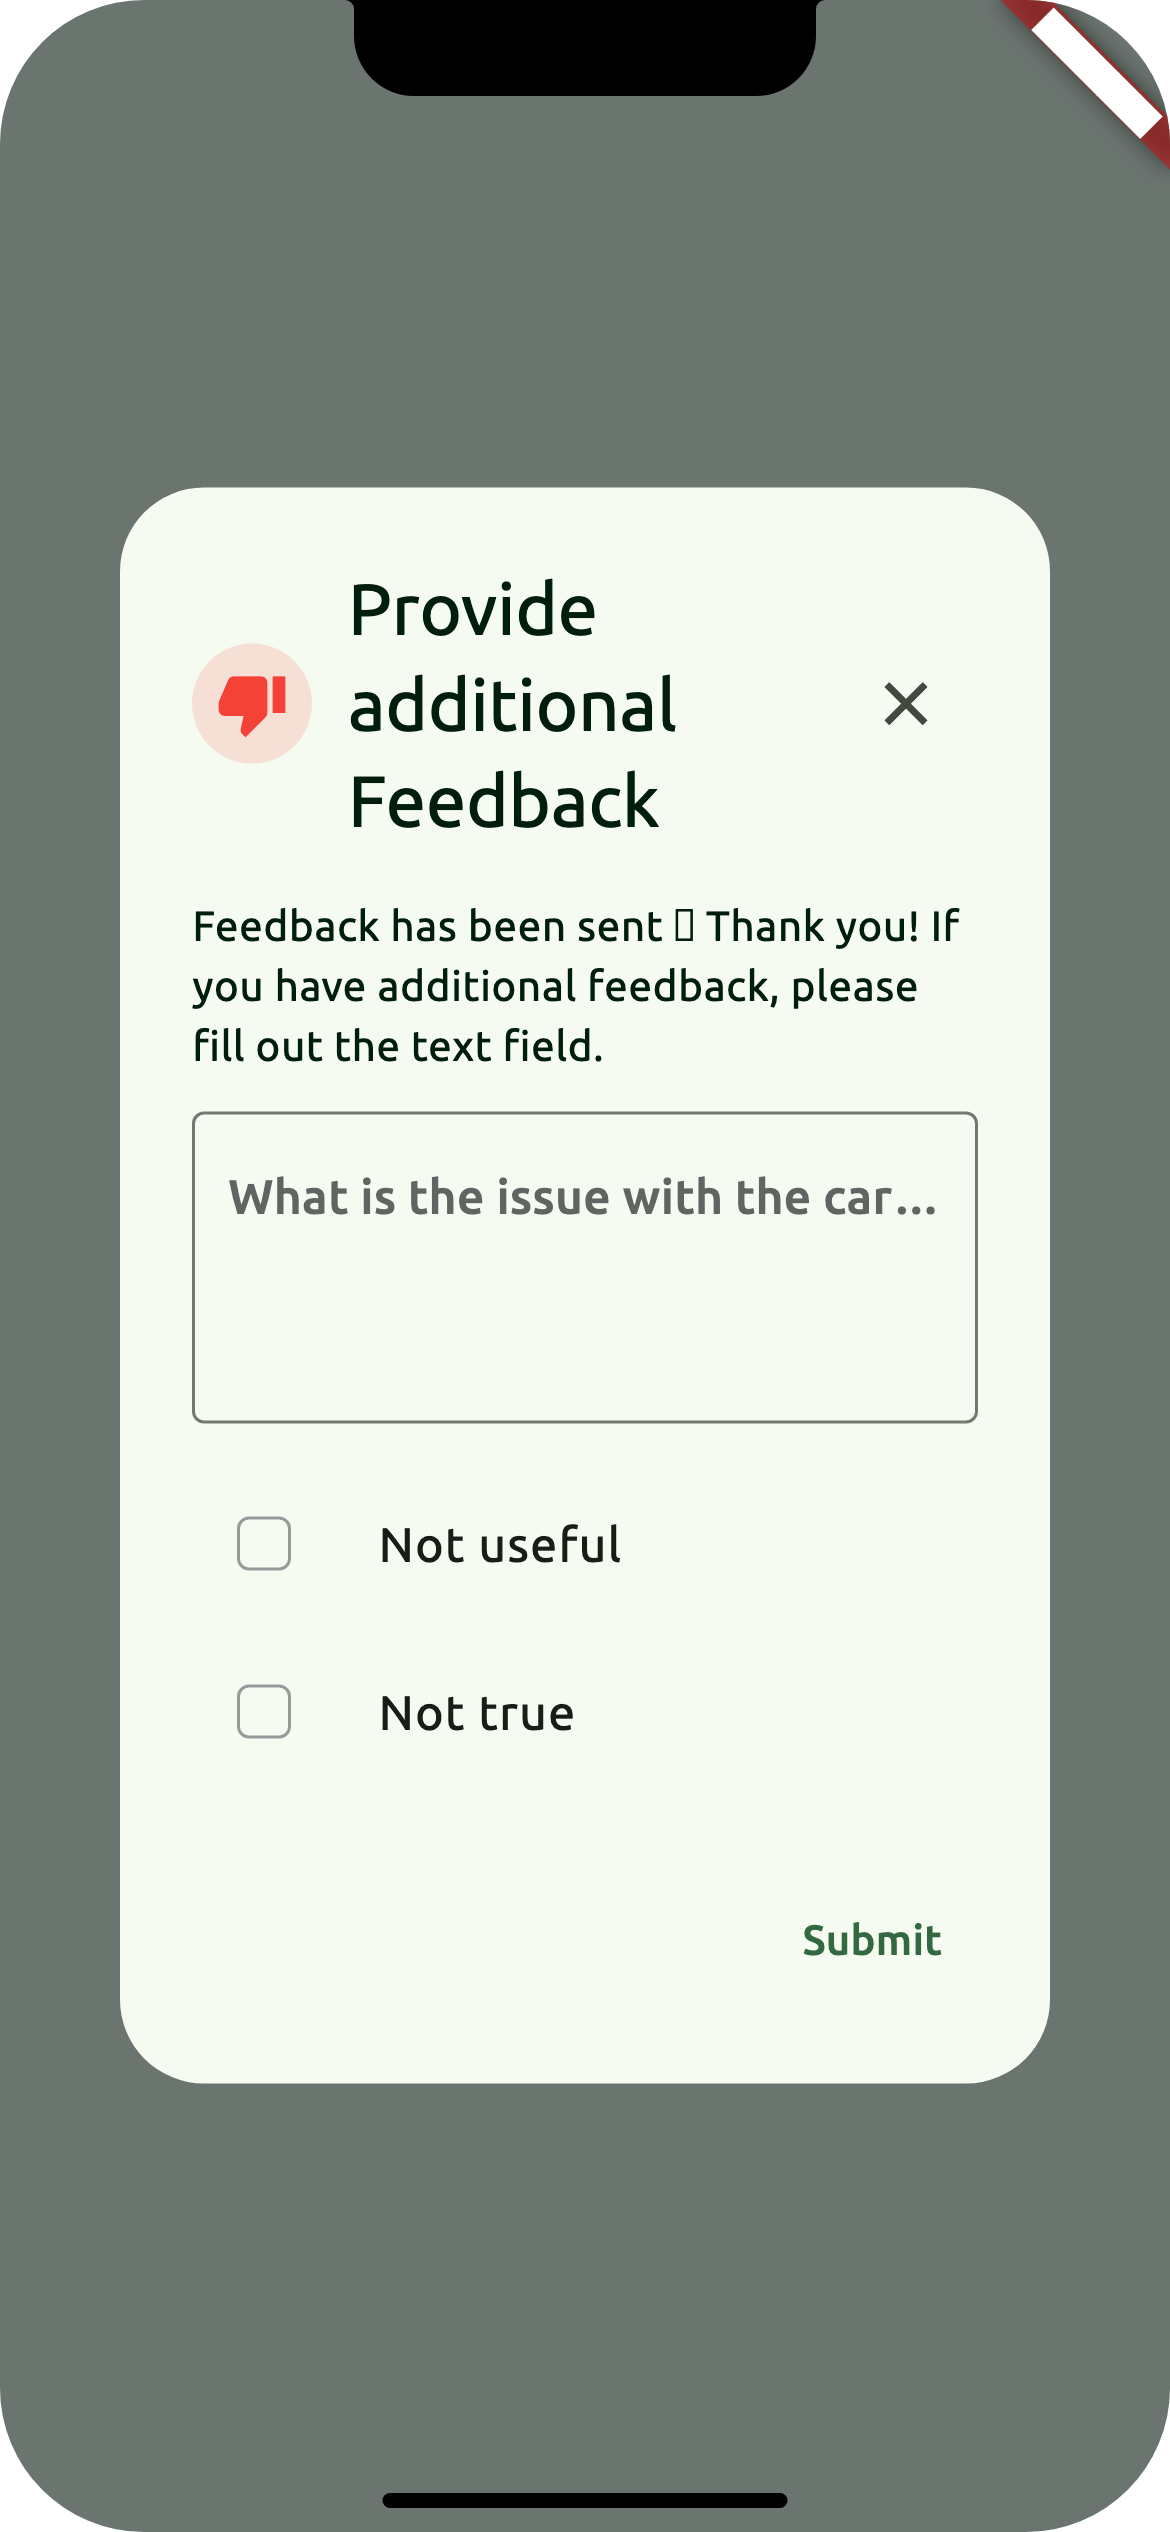 Provide
additional
Feedback
Feedback has been sent ▯ Thank you! If
you have additional feedback, please
fill out the text field.
What is the issue with the car...
Not useful
Not true
Submit